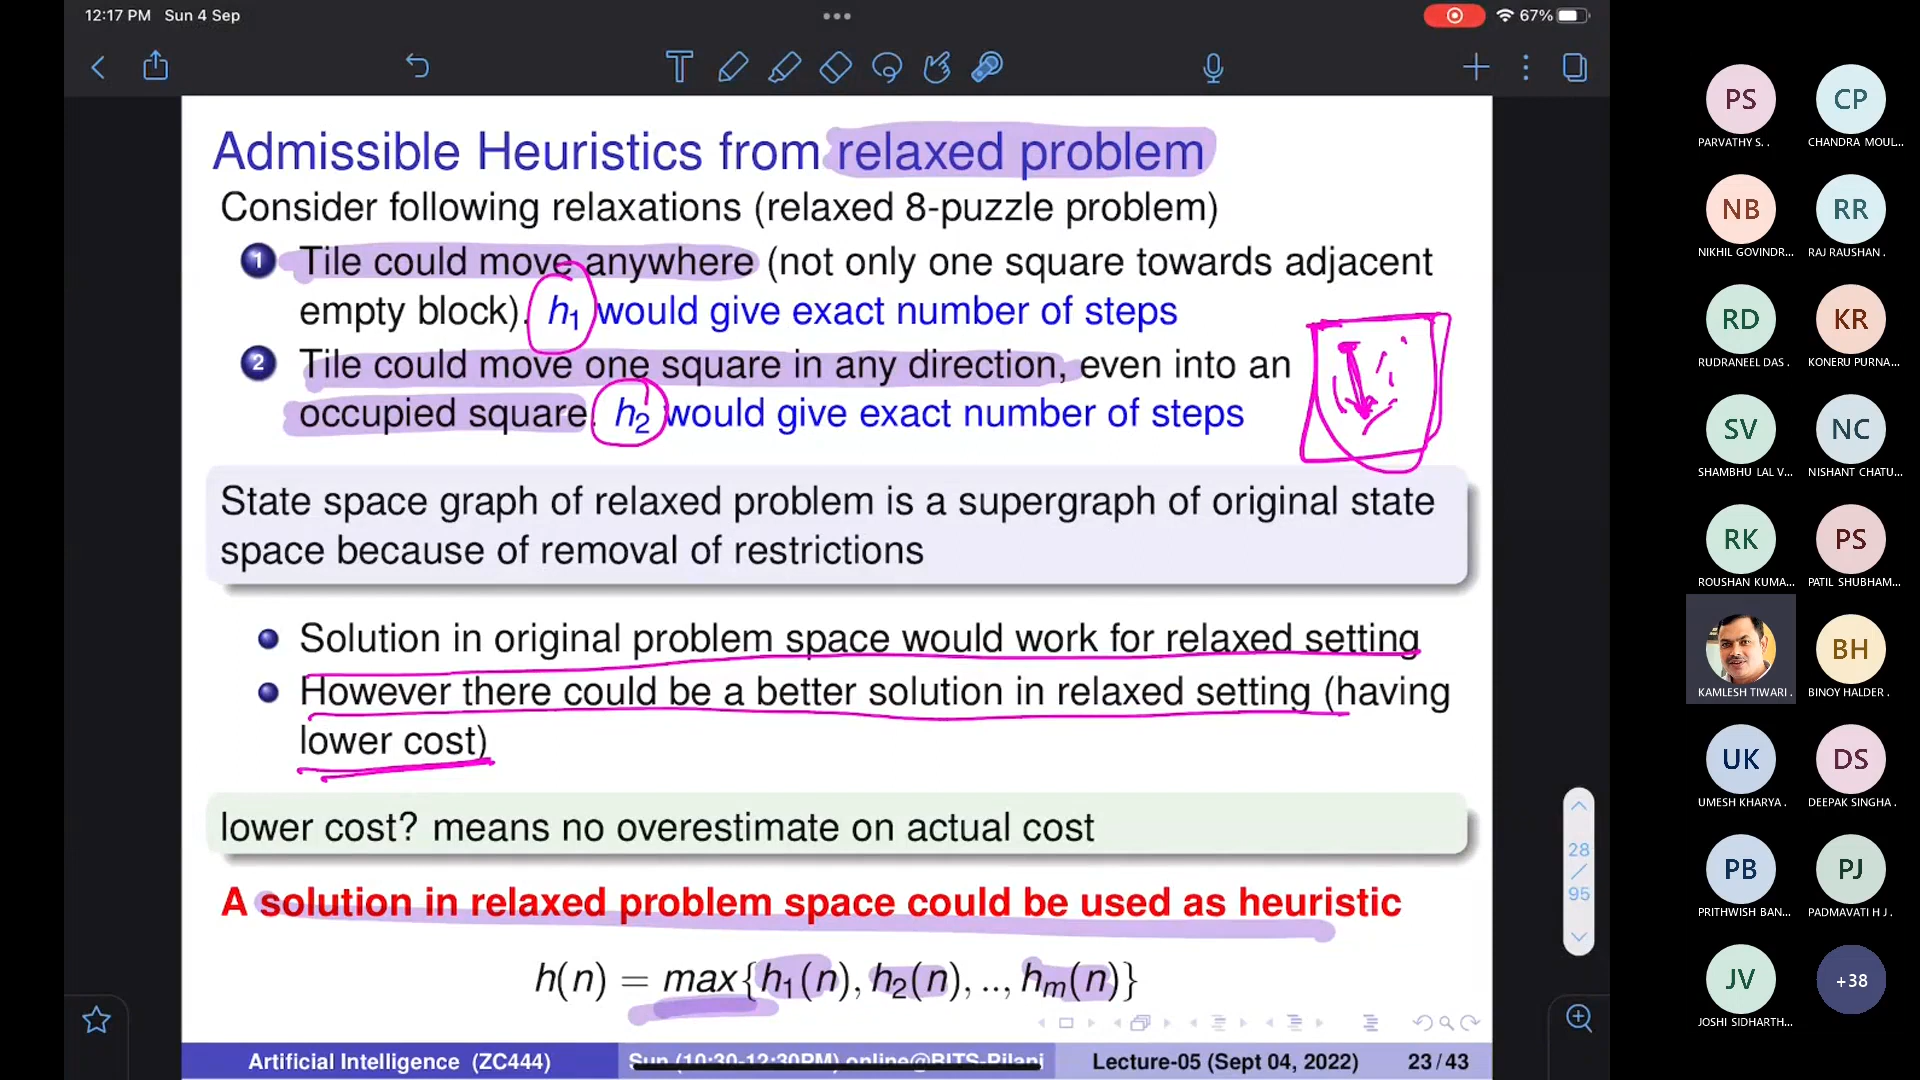 12:17 PM Sun 4 Sep
67%
Admissible Heuristics from relaxed problem
Consider following relaxations (relaxed 8-puzzle problem)
1 Tile could move anywhere (not only one square towards adjacent
empty block). h1 would give exact number of steps
2 Tile could move one square in any direction, even into an
occupied square. h2 would give exact number of steps
State space graph of relaxed problem is a supergraph of original state
space because of removal of restrictions
Solution in original problem space would work for relaxed setting
However there could be a better solution in relaxed setting (having
lower cost)
lower cost? means no overestimate on actual cost
A solution in relaxed problem space could be used as heuristic
h(n) = max{h1(n), h2(n), .., hm(n)}
Artificial Intelligence (ZC444) Sun (10:30-12:30PM) online@BITS-Pilani Lecture-05 (Sept 04, 2022) 23/43
28
/
95
PS CP
PARVATHY S. . CHANDRA MOUL...
NB RR
NIKHIL GOVINDR... RAJ RAUSHAN .
RD KR
RUDRANEEL DAS . KONERU PURNA...
SV NC
SHAMBHU LAL V... NISHANT CHATU...
RK PS
ROUSHAN KUMA... PATIL SHUBHAM...
BH
KAMLESH TIWARI . BINOY HALDER .
UK DS
UMESH KHARYA . DEEPAK SINGHA .
PB PJ
PRITHWISH BAN... PADMAVATI H J .
JV +38
JOSHI SIDHARTH...